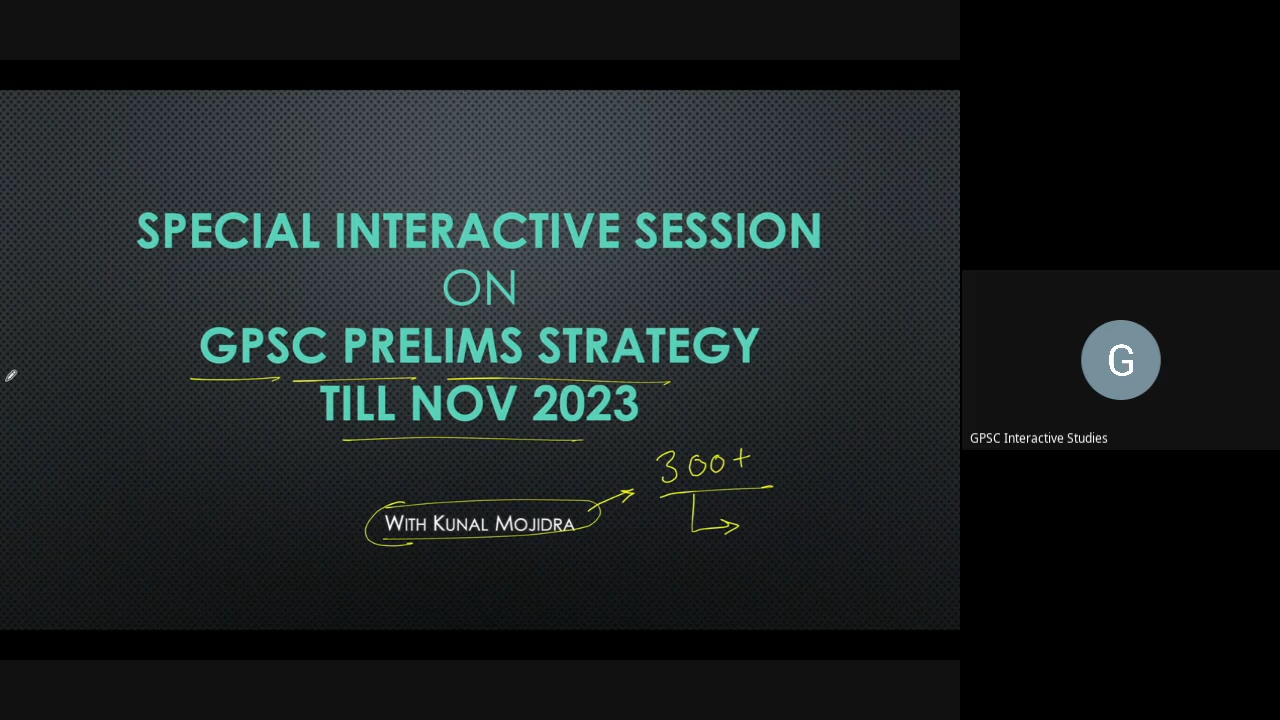 SPECIAL INTERACTIVE SESSION
ON
GPSC PRELIMS STRATEGY
TILL NOV 2023
300+
WITH KUNAL MOJIDRA
G
GPSC Interactive Studies